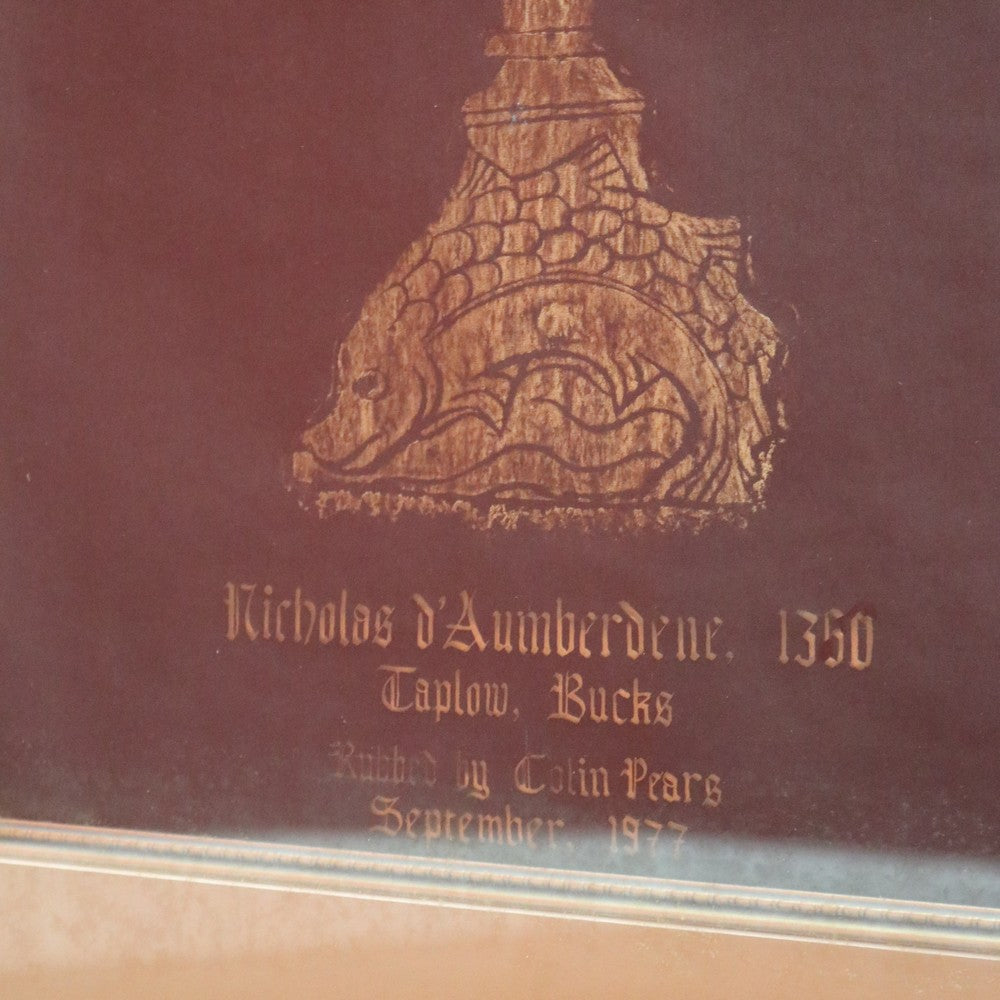 Nicholas d'Aumberdene, 1350
Taplow, Bucks
Rubbed by Colin Pears
September, 1977